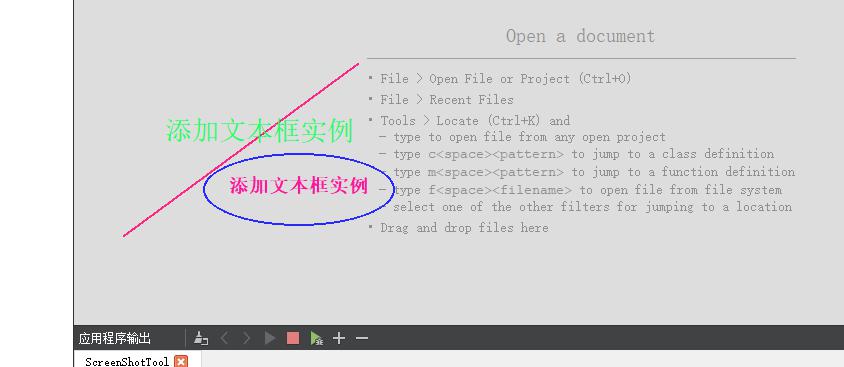 Open a document
• File > Open File or Project (Ctrl+O)
• File > Recent Files
• Tools > Locate (Ctrl+K) and
添加文本框实例
- type to open file from any open project
- type c<space><pattern> to jump to a class definition
- type m<space><pattern> to jump to a function definition
添加文本框实例
- type f<space><filename> to open file from file system
select one of the other filters for jumping to a location
• Drag and drop files here
应用程序输出
ScreenShotTool